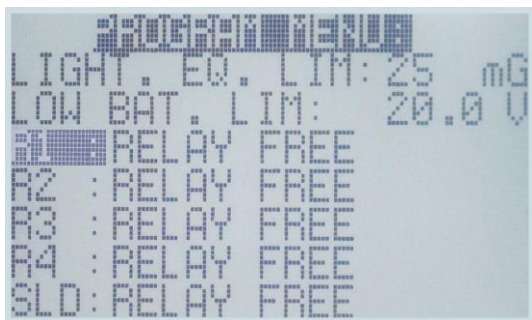 PROGRAM MENU:
LIGHT. EQ. LIM:25 mG
LOW BAT. LIM: 20.0 V
R1 :RELAY FREE
R2 :RELAY FREE
R3 :RELAY FREE
R4 :RELAY FREE
SLD:RELAY FREE